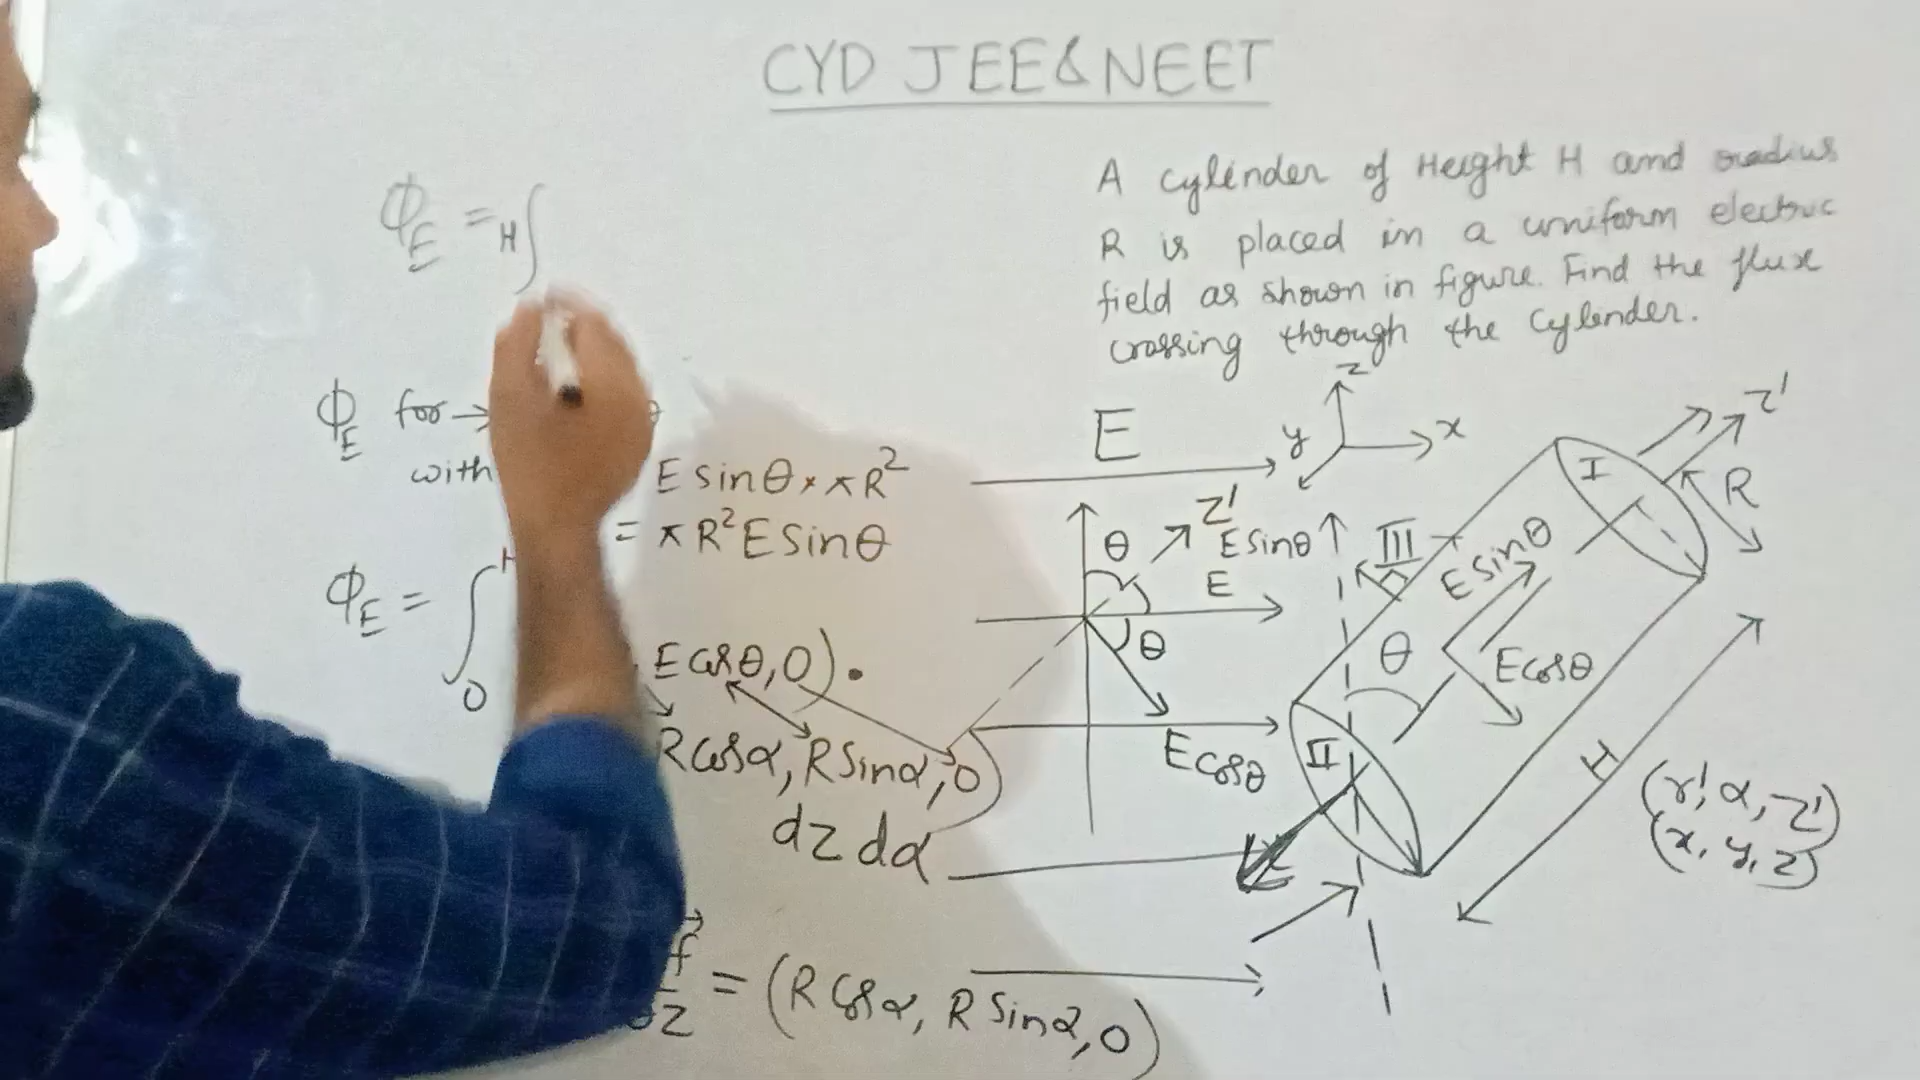 CYD JEE & NEET
A cylinder of Height H and radius
R is placed in a uniform electric
field as shown in figure. Find the flux
crossing through the cylinder.
Φ_E = H∫
Φ_E for →
with
E sinθ × πR²
= πR²E sinθ
Φ_E = ∫
0
E cosθ, 0) .
R cosα, R sinα, 0)
dz dα
= (R cosα, R sinα, 0)
E
z
y
x
θ
Z'
E
θ
E cosθ
E sinθ
III
I
Z'
R
E sinθ
θ
E cosθ
II
H
(r', α, Z')
(x, y, z)